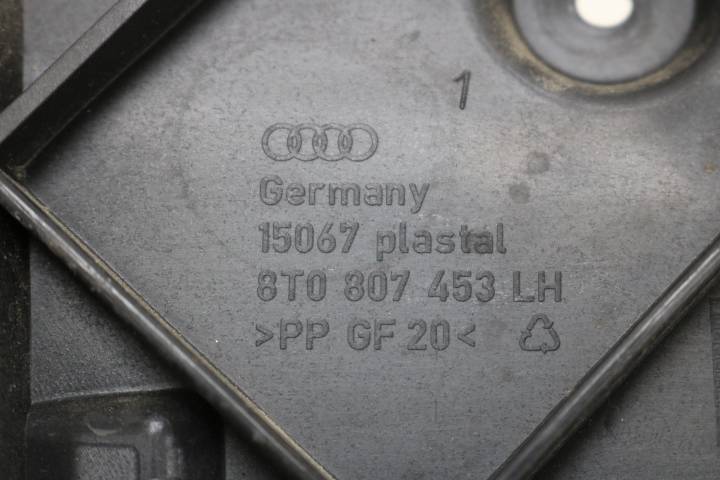 1
Germany
15067 plastal
8T0 807 453 LH
>PP GF 20<